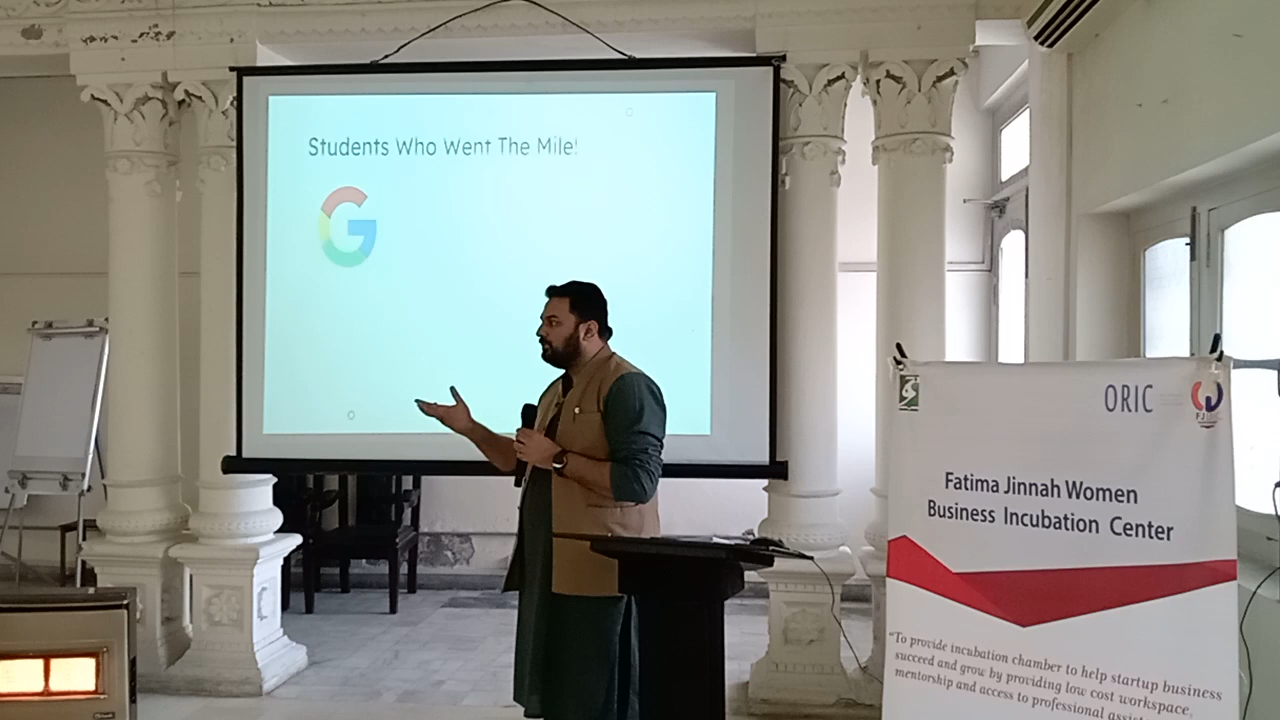 Students Who Went The Mile!
G
ORIC
Fatima Jinnah Women
Business Incubation Center
"To provide incubation chamber to help startup business
succeed and grow by providing low cost workspace,
mentorship and access to professional